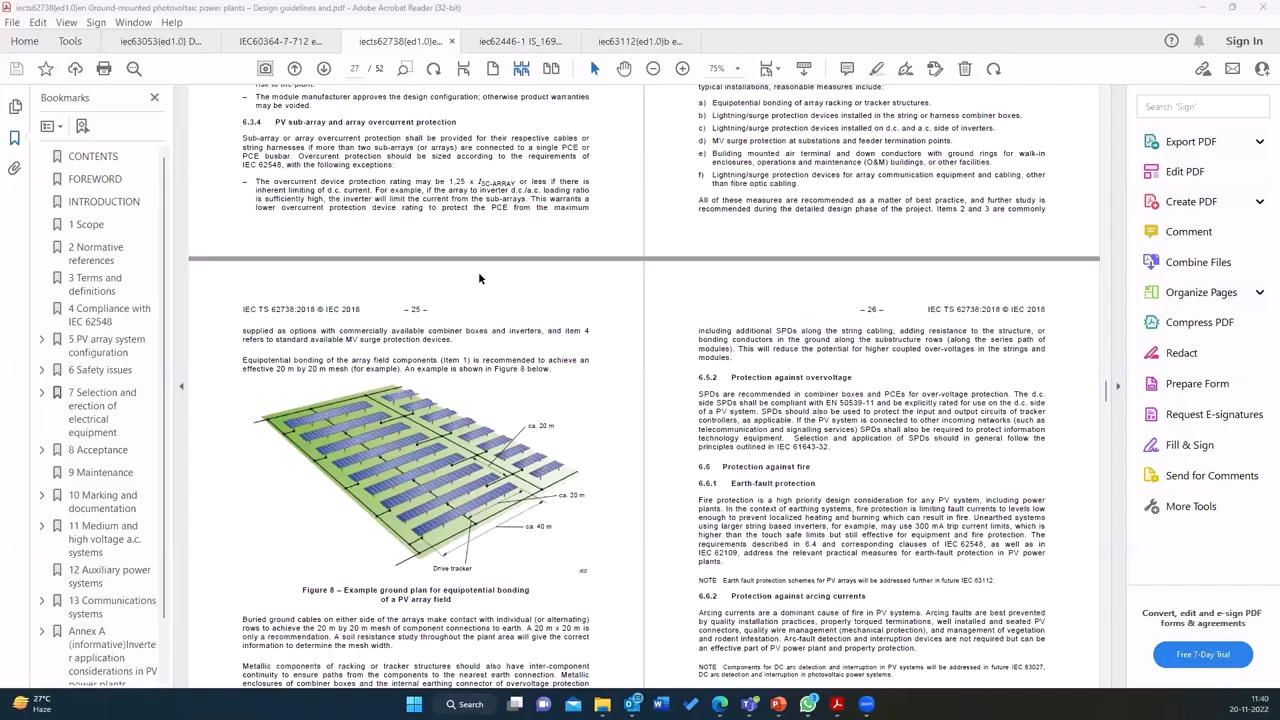 iects62738{ed1.0}en Ground-mounted photovoltaic power plants – Design guidelines and.pdf - Adobe Acrobat Reader (32-bit)
File Edit View Sign Window Help
Home Tools iec63053{ed1.0} D... IEC60364-7-712 e... iects62738{ed1.0}e... × iec62446-1 IS_169... iec63112{ed1.0}b e... Sign In
27 / 52 75%
Bookmarks
CONTENTS
FOREWORD
INTRODUCTION
1 Scope
2 Normative
references
3 Terms and
definitions
4 Compliance with
IEC 62548
5 PV array system
configuration
6 Safety issues
7 Selection and
erection of
electrical
equipment
8 Acceptance
9 Maintenance
10 Marking and
documentation
11 Medium and
high voltage a.c.
systems
12 Auxiliary power
systems
13 Communications
systems
Annex A
(informative)Inverte
r application
considerations in PV
power plants
– The module manufacturer approves the design configuration; otherwise product warranties
may be voided.
6.3.4 PV sub-array and array overcurrent protection
Sub-array or array overcurrent protection shall be provided for their respective cables or
string harnesses if more than two sub-arrays (or arrays) are connected to a single PCE or
PCE busbar. Overcurent protection should be sized according to the requirements of
IEC 62548, with the following exceptions:
– The overcurrent device protection rating may be 1,25 x ISC-ARRAY or less if there is
inherent limiting of d.c. current. For example, if the array to inverter d.c./a.c. loading ratio
is sufficiently high, the inverter will limit the current from the sub-arrays. This warrants a
lower overcurrent protection device rating to protect the PCE from the maximum
typical installations, reasonable measures include:
a) Equipotential bonding of array racking or tracker structures.
b) Lightning/surge protection devices installed in the string or harness combiner boxes.
c) Lightning/surge protection devices installed on d.c. and a.c. side of inverters.
d) MV surge protection at substations and feeder termination points.
e) Building mounted air terminal and down conductors with ground rings for walk-in
enclosures, operations and maintenance (O&M) buildings, or other facilities.
f) Lightning/surge protection devices for array communication equipment and cabling, other
than fibre optic cabling.
All of these measures are recommended as a matter of best practice, and further study is
recommended during the detailed design phase of the project. Items 2 and 3 are commonly
IEC TS 62738:2018 © IEC 2018 – 25 –
supplied as options with commercially available combiner boxes and inverters, and item 4
refers to standard available MV surge protection devices.
Equipotential bonding of the array field components (Item 1) is recommended to achieve an
effective 20 m by 20 m mesh (for example). An example is shown in Figure 8 below.
ca. 20 m
ca. 20 m
ca. 40 m
Drive tracker
IEC
Figure 8 – Example ground plan for equipotential bonding
of a PV array field
Buried ground cables on either side of the arrays make contact with individual (or alternating)
rows to achieve the 20 m by 20 m mesh of component connections to earth. A 20 m x 20 m is
only a recommendation. A soil resistance study throughout the plant area will give the correct
information to determine the mesh width.
Metallic components of racking or tracker structures should also have inter-component
continuity to ensure paths from the components to the nearest earth connection. Metallic
enclosures of combiner boxes and the internal earthing connector of overvoltage protection
– 26 – IEC TS 62738:2018 © IEC 2018
including additional SPDs along the string cabling, adding resistance to the structure, or
bonding conductors in the ground along the substructure rows (along the series path of
modules). This will reduce the potential for higher coupled over-voltages in the strings and
modules.
6.5.2 Protection against overvoltage
SPDs are recommended in combiner boxes and PCEs for over-voltage protection. The d.c.
side SPDs shall be compliant with EN 50539-11 and be explicitly rated for use on the d.c. side
of a PV system. SPDs should also be used to protect the input and output circuits of tracker
controllers, as applicable. If the PV system is connected to other incoming networks (such as
telecommunication and signalling services) SPDs shall also be required to protect information
technology equipment. Selection and application of SPDs should in general follow the
principles outlined in IEC 61643-32.
6.6 Protection against fire
6.6.1 Earth-fault protection
Fire protection is a high priority design consideration for any PV system, including power
plants. In the context of earthing systems, fire protection is limiting fault currents to levels low
enough to prevent localized heating and burning which can result in fire. Unearthed systems
using larger string based inverters, for example, may use 300 mA trip current limits, which is
higher than the touch safe limits but still effective for equipment and fire protection. The
requirements described in 6.4 and corresponding clauses of IEC 62548, as well as in
IEC 62109, address the relevant practical measures for earth-fault protection in PV power
plants.
NOTE Earth fault protection schemes for PV arrays will be addressed further in future IEC 63112.
6.6.2 Protection against arcing currents
Arcing currents are a dominant cause of fire in PV systems. Arcing faults are best prevented
by quality installation practices, properly torqued terminals, well installed and seated PV
connectors, quality wire management (mechanical protection), and management of vegetation
and rodent infestation. Arc-fault detection and interruption devices are not required but can be
an effective part of PV power plant and property protection.
NOTE Components for DC arc detection and interruption in PV systems will be addressed in future IEC 63027,
DC arc detection and interruption in photovoltaic power systems.
Search 'Sign'
Export PDF
Edit PDF
Create PDF
Comment
Combine Files
Organize Pages
Compress PDF
Redact
Prepare Form
Request E-signatures
Fill & Sign
Send for Comments
More Tools
Convert, edit and e-sign PDF
forms & agreements
Free 7-Day Trial
27°C
Haze
Search
11:40
20-11-2022